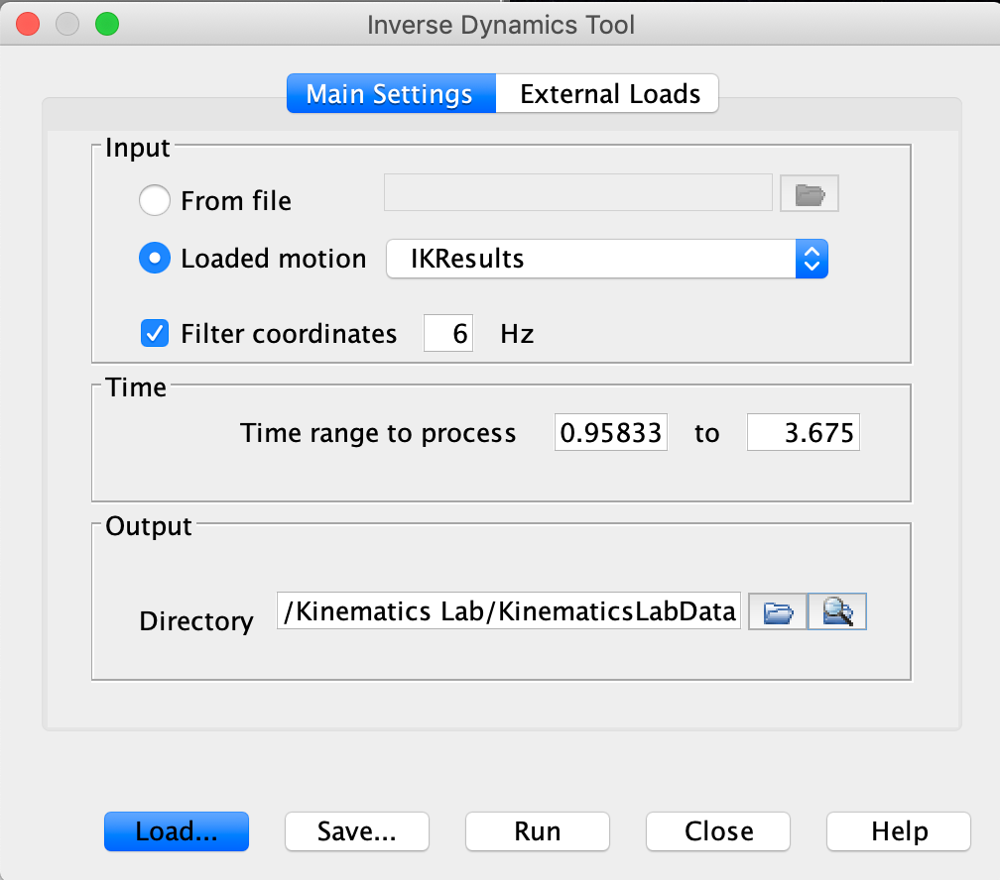 Inverse Dynamics Tool
Main Settings External Loads
Input
From file
Loaded motion IKResults
Filter coordinates 6 Hz
Time
Time range to process 0.95833 to 3.675
Output
Directory /Kinematics Lab/KinematicsLabData
Load... Save... Run Close Help